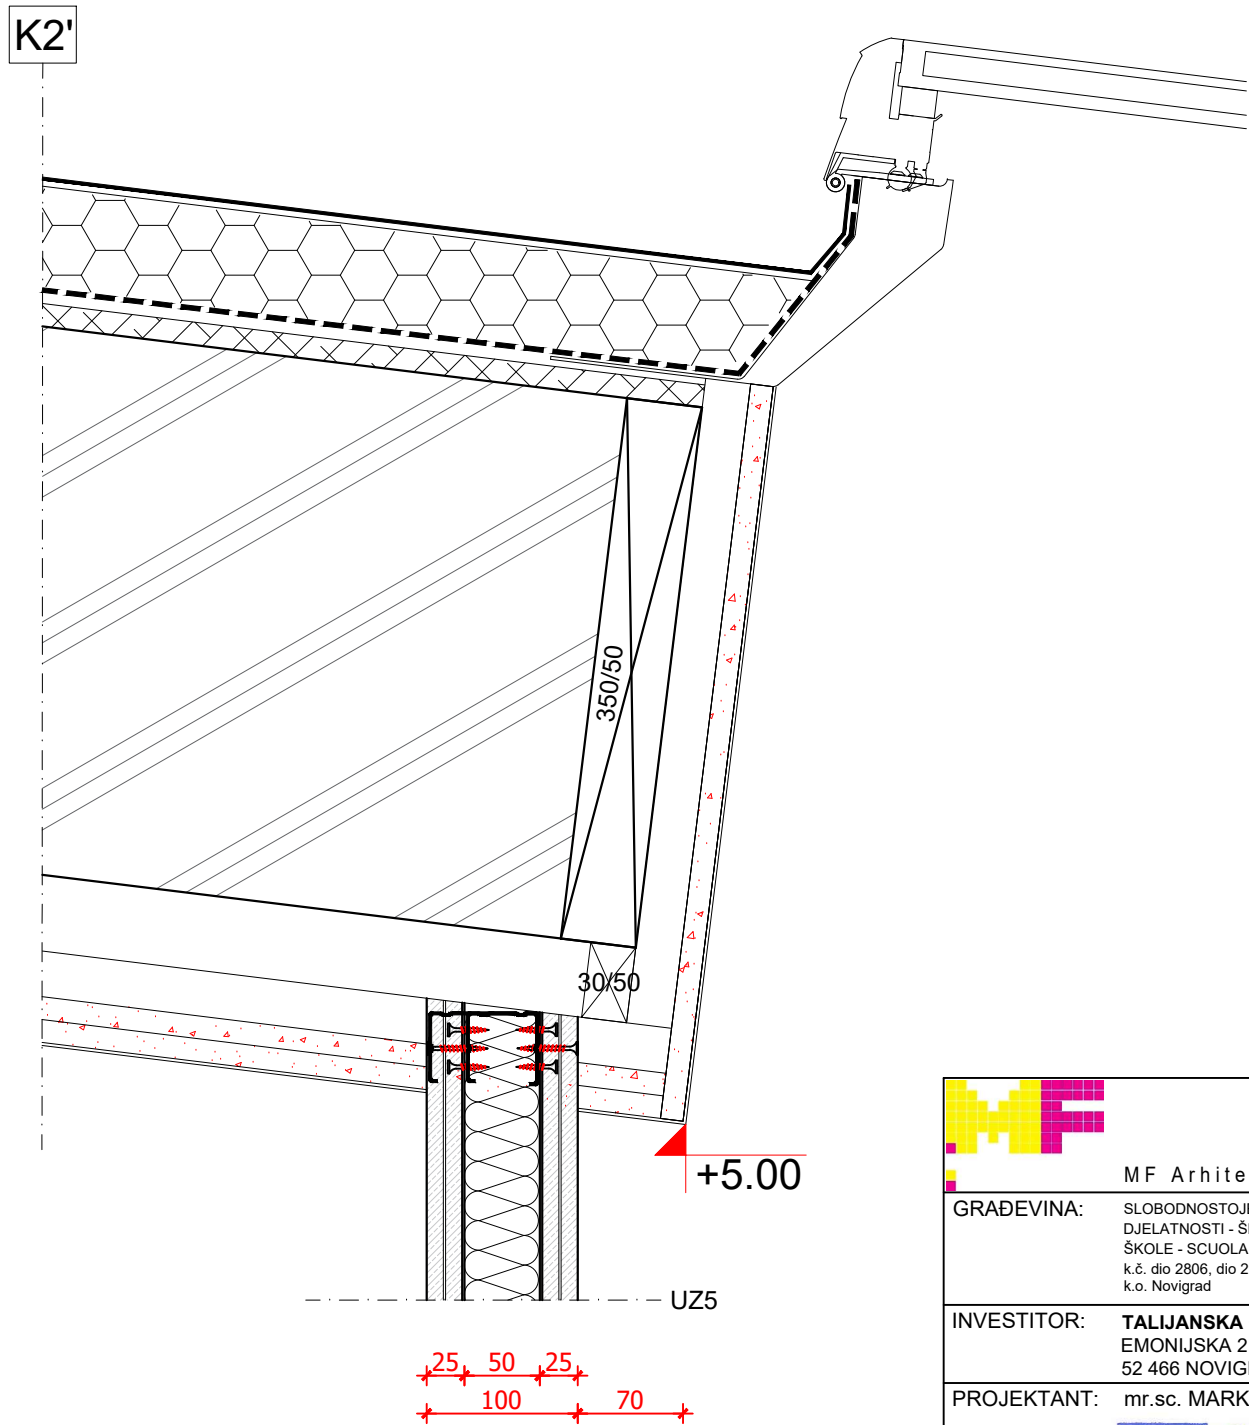 K2'
350/50
30/50
+5.00
UZ5
25 50 25
100 70
MF Arhite
GRAĐEVINA:
SLOBODNOSTOJE
DJELATNOSTI - Š
ŠKOLE - SCUOLA
k.č. dio 2806, dio 2
k.o. Novigrad
INVESTITOR:
TALIJANSKA
EMONIJSKA 2
52 466 NOVIG
PROJEKTANT:
mr.sc. MARK